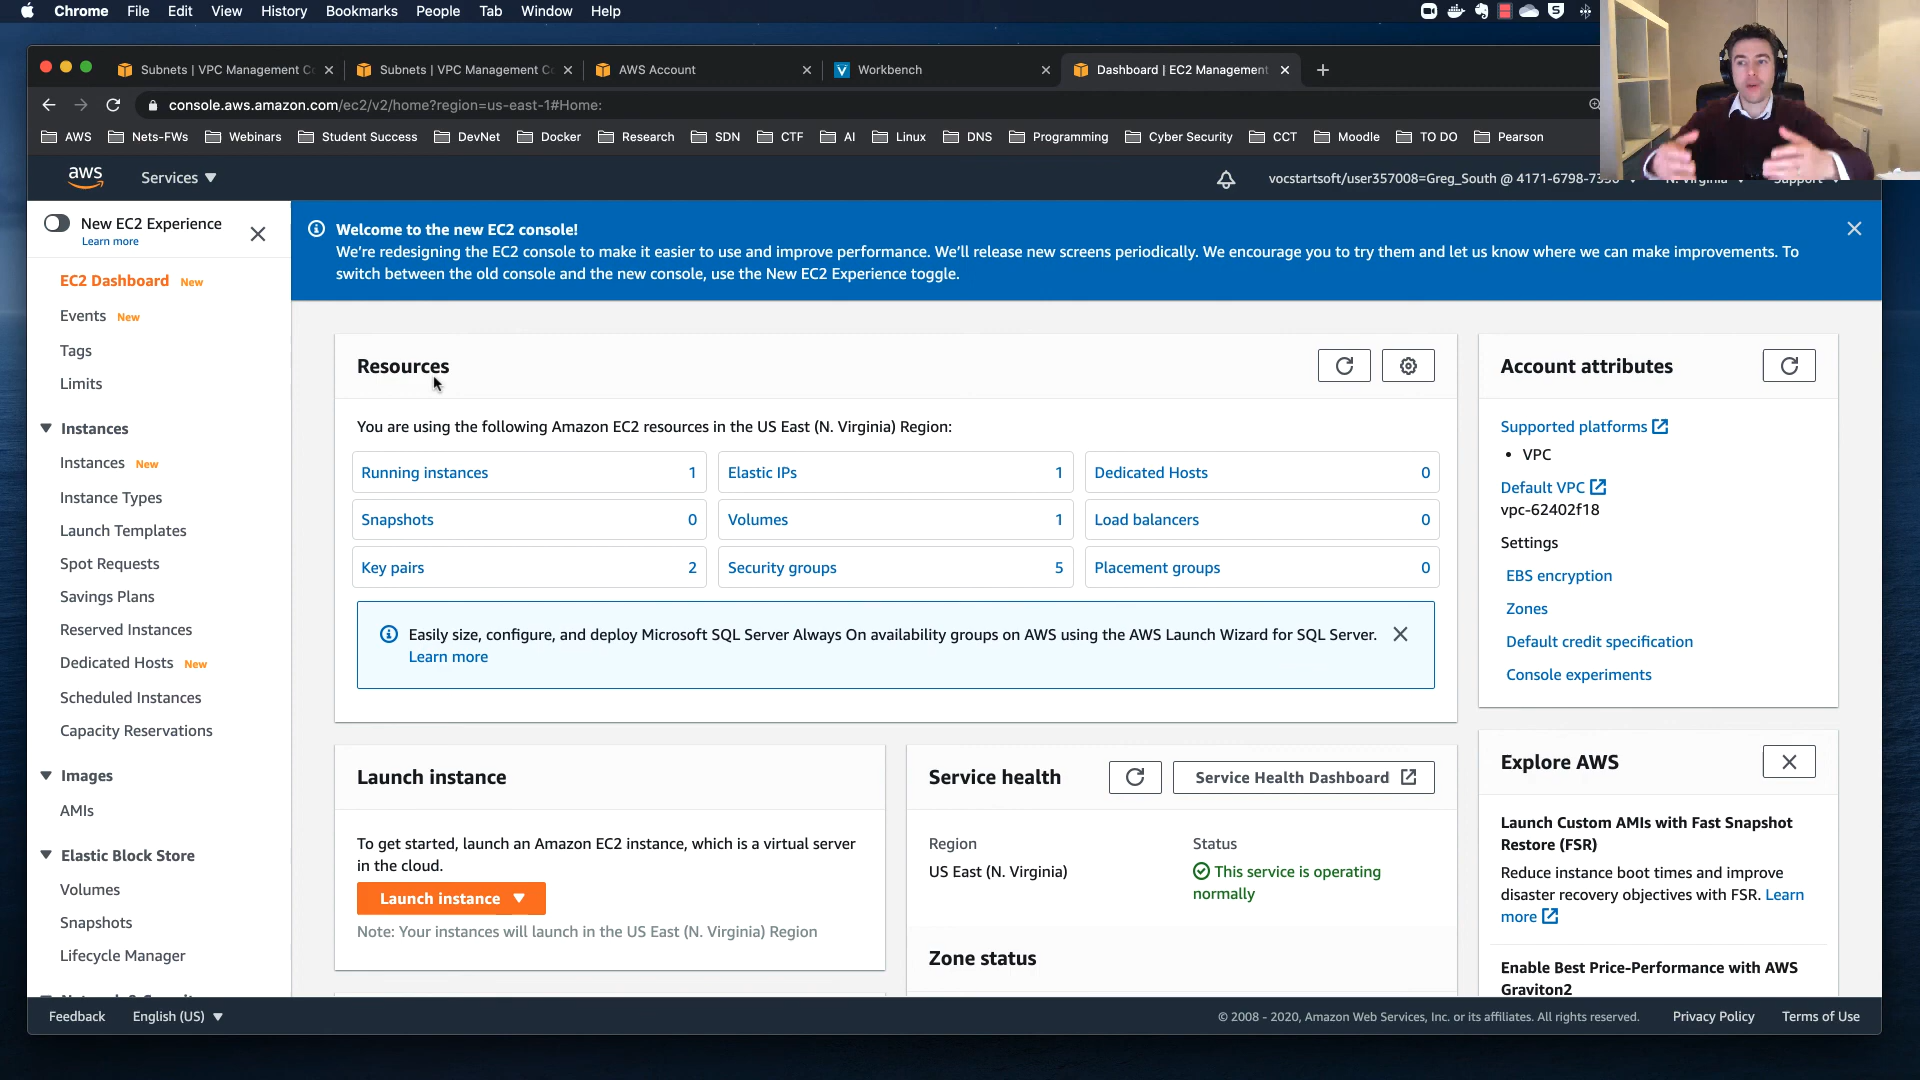 Chrome File Edit View History Bookmarks People Tab Window Help
Subnets | VPC Management C
Subnets | VPC Management Co
AWS Account
Workbench
Dashboard | EC2 Management
console.aws.amazon.com/ec2/v2/home?region=us-east-1#Home:
AWS Nets-FWs Webinars Student Success DevNet Docker Research SDN CTF AI Linux DNS Programming Cyber Security CCT Moodle TO DO Pearson
aws Services
vocstartsoft/user357008=Greg_South @ 4171-6798-7
N. Virginia Support
New EC2 Experience
Learn more
EC2 Dashboard New
Events New
Tags
Limits
Instances
Instances New
Instance Types
Launch Templates
Spot Requests
Savings Plans
Reserved Instances
Dedicated Hosts New
Scheduled Instances
Capacity Reservations
Images
AMIs
Elastic Block Store
Volumes
Snapshots
Lifecycle Manager
Welcome to the new EC2 console!
We're redesigning the EC2 console to make it easier to use and improve performance. We'll release new screens periodically. We encourage you to try them and let us know where we can make improvements. To
switch between the old console and the new console, use the New EC2 Experience toggle.
Resources
You are using the following Amazon EC2 resources in the US East (N. Virginia) Region:
Running instances 1
Elastic IPs 1
Dedicated Hosts 0
Snapshots 0
Volumes 1
Load balancers 0
Key pairs 2
Security groups 5
Placement groups 0
Easily size, configure, and deploy Microsoft SQL Server Always On availability groups on AWS using the AWS Launch Wizard for SQL Server.
Learn more
Launch instance
To get started, launch an Amazon EC2 instance, which is a virtual server
in the cloud.
Launch instance
Note: Your instances will launch in the US East (N. Virginia) Region
Service health
Service Health Dashboard
Region
US East (N. Virginia)
Status
This service is operating
normally
Zone status
Account attributes
Supported platforms
• VPC
Default VPC
vpc-62402f18
Settings
EBS encryption
Zones
Default credit specification
Console experiments
Explore AWS
Launch Custom AMIs with Fast Snapshot
Restore (FSR)
Reduce instance boot times and improve
disaster recovery objectives with FSR. Learn
more
Enable Best Price-Performance with AWS
Graviton2
Feedback English (US)
© 2008 - 2020, Amazon Web Services, Inc. or its affiliates. All rights reserved. Privacy Policy Terms of Use